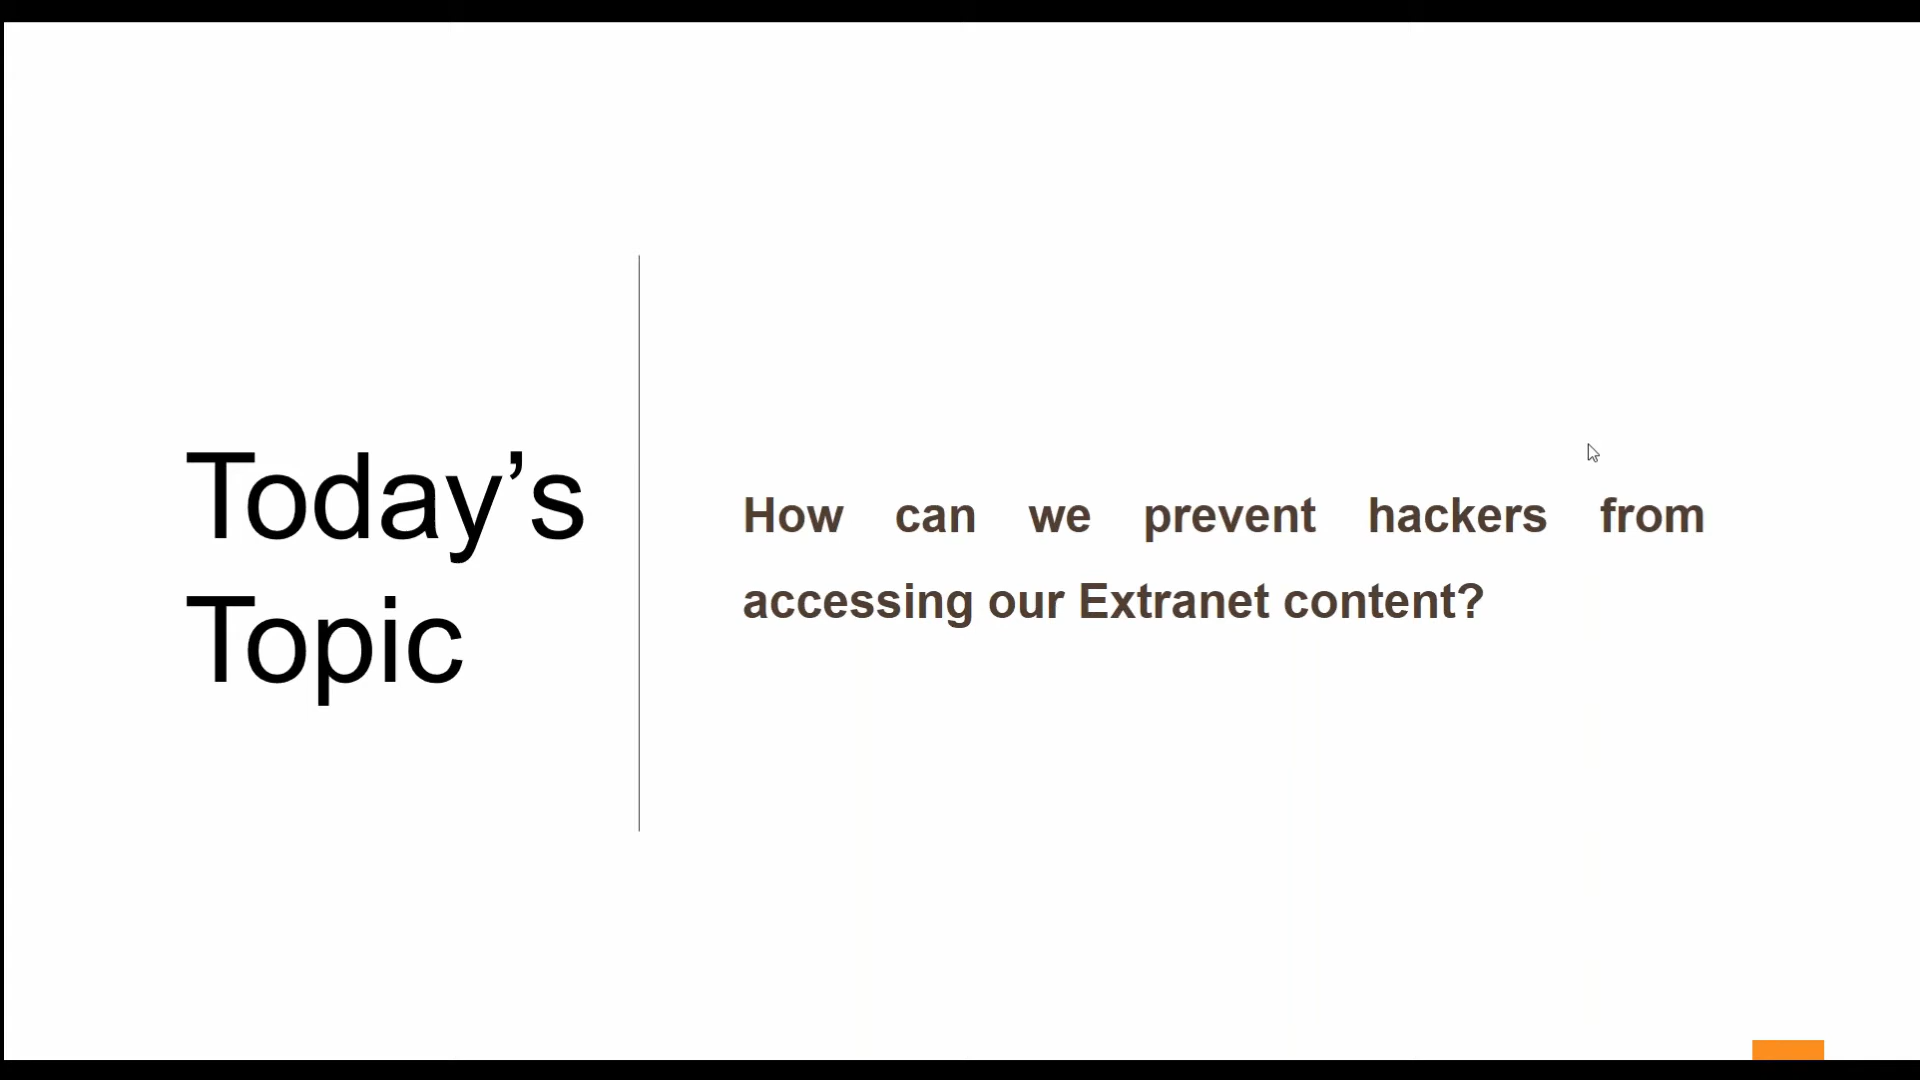 Today’s
Topic
How can we prevent hackers from
accessing our Extranet content?